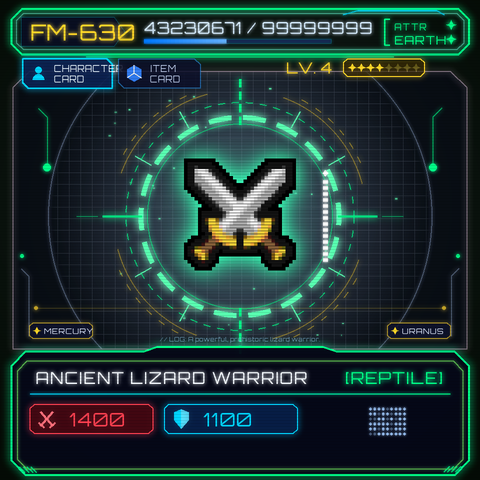 FM-630
43230671 / 99999999
ATTR
EARTH
CHARACTER
CARD
ITEM
CARD
LV.4
MERCURY
URANUS
// LOG: A powerful, prehistoric lizard warrior.
ANCIENT LIZARD WARRIOR
[REPTILE]
1400
1100